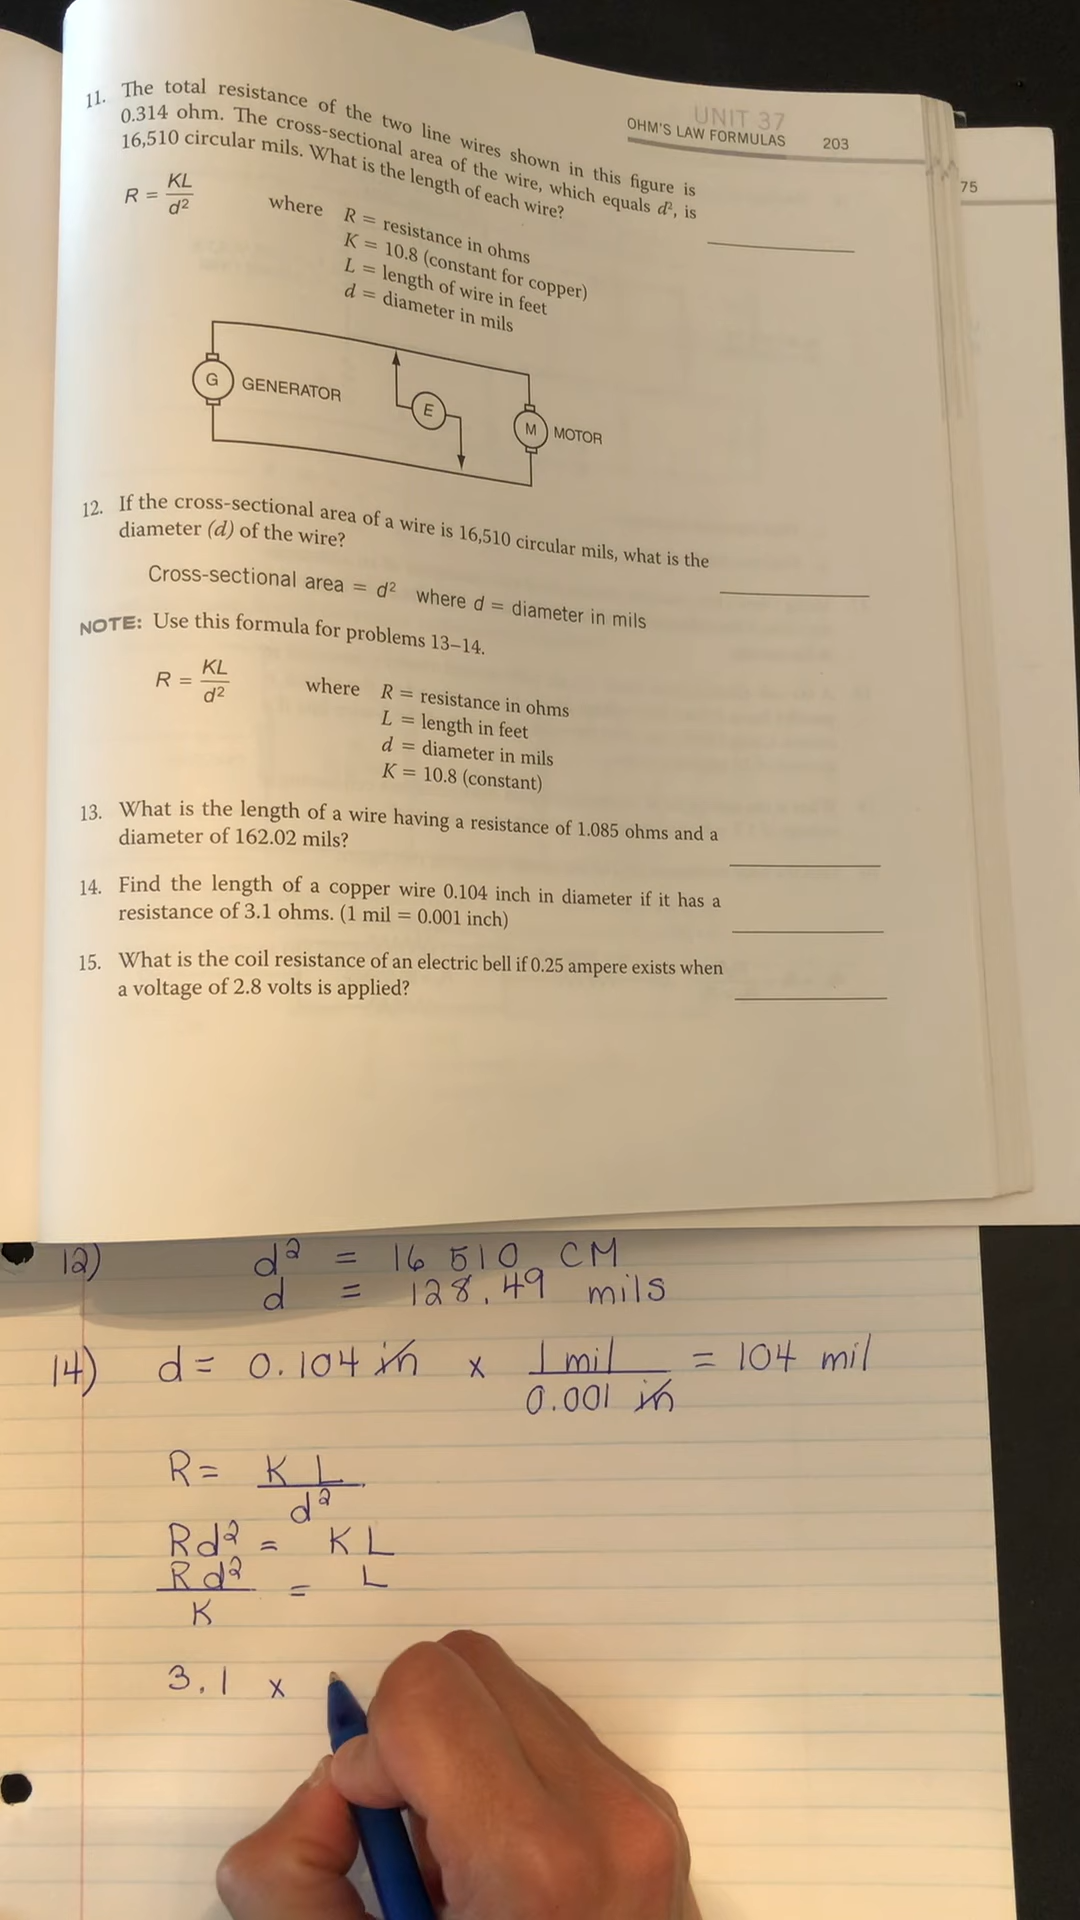 UNIT 37
OHM'S LAW FORMULAS 203
75
11. The total resistance of the two line wires shown in this figure is
0.314 ohm. The cross-sectional area of the wire, which equals d², is
16,510 circular mils. What is the length of each wire?
R = KL
d²
where R = resistance in ohms
K = 10.8 (constant for copper)
L = length of wire in feet
d = diameter in mils
G GENERATOR
E
M MOTOR
12. If the cross-sectional area of a wire is 16,510 circular mils, what is the
diameter (d) of the wire?
Cross-sectional area = d² where d = diameter in mils
NOTE: Use this formula for problems 13–14.
R = KL
d²
where R = resistance in ohms
L = length in feet
d = diameter in mils
K = 10.8 (constant)
13. What is the length of a wire having a resistance of 1.085 ohms and a
diameter of 162.02 mils?
14. Find the length of a copper wire 0.104 inch in diameter if it has a
resistance of 3.1 ohms. (1 mil = 0.001 inch)
15. What is the coil resistance of an electric bell if 0.25 ampere exists when
a voltage of 2.8 volts is applied?
12) d² = 16 510 CM
d = 128.49 mils
14) d = 0.104 in x 1 mil = 104 mil
0.001 in
R = K L
d²
Rd² = K L
Rd² = L
K
3.1 x